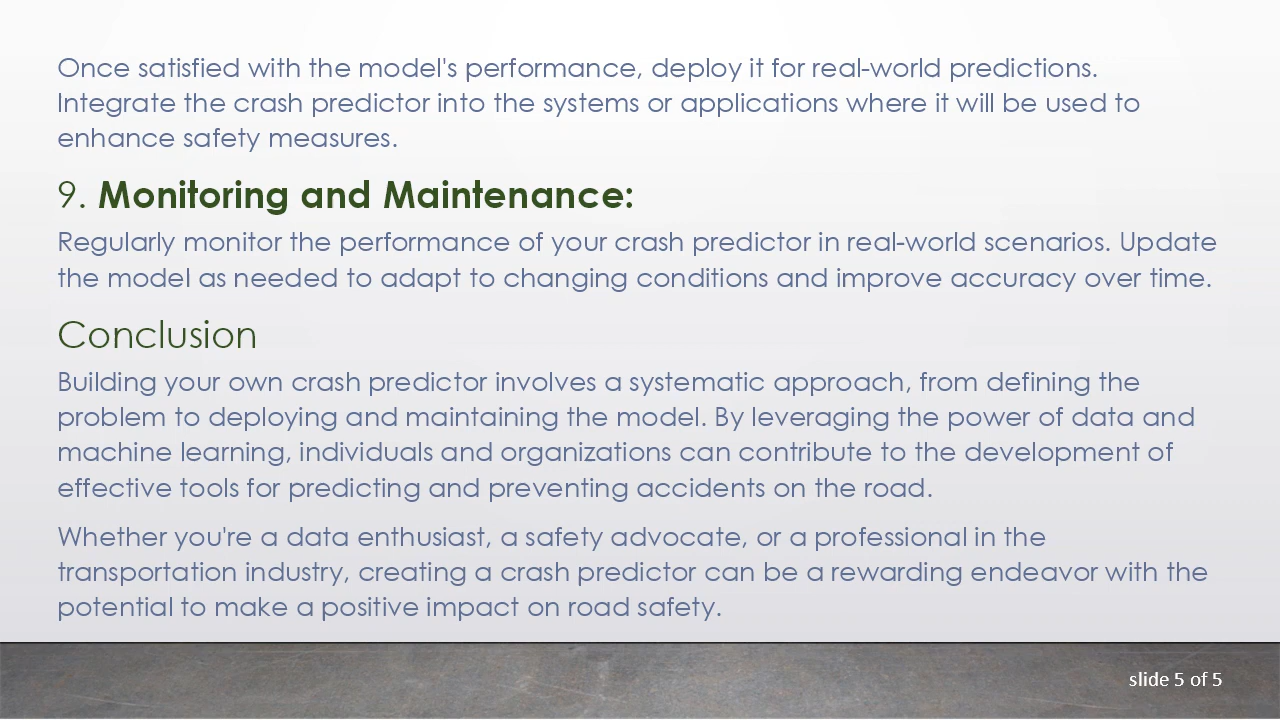 Once satisfied with the model's performance, deploy it for real-world predictions.
Integrate the crash predictor into the systems or applications where it will be used to
enhance safety measures.
9. Monitoring and Maintenance:
Regularly monitor the performance of your crash predictor in real-world scenarios. Update
the model as needed to adapt to changing conditions and improve accuracy over time.
Conclusion
Building your own crash predictor involves a systematic approach, from defining the
problem to deploying and maintaining the model. By leveraging the power of data and
machine learning, individuals and organizations can contribute to the development of
effective tools for predicting and preventing accidents on the road.
Whether you're a data enthusiast, a safety advocate, or a professional in the
transportation industry, creating a crash predictor can be a rewarding endeavor with the
potential to make a positive impact on road safety.
slide 5 of 5